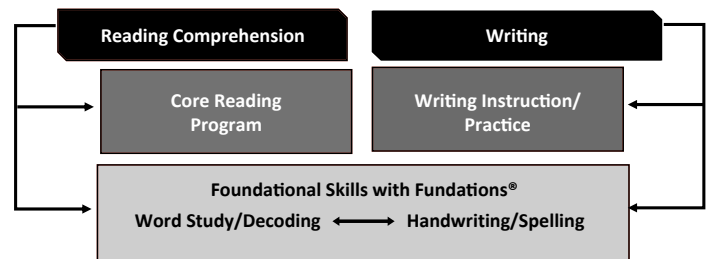 Reading Comprehension
Writing
Core Reading
Program
Writing Instruction/
Practice
Foundational Skills with Fundations®
Word Study/Decoding
Handwriting/Spelling